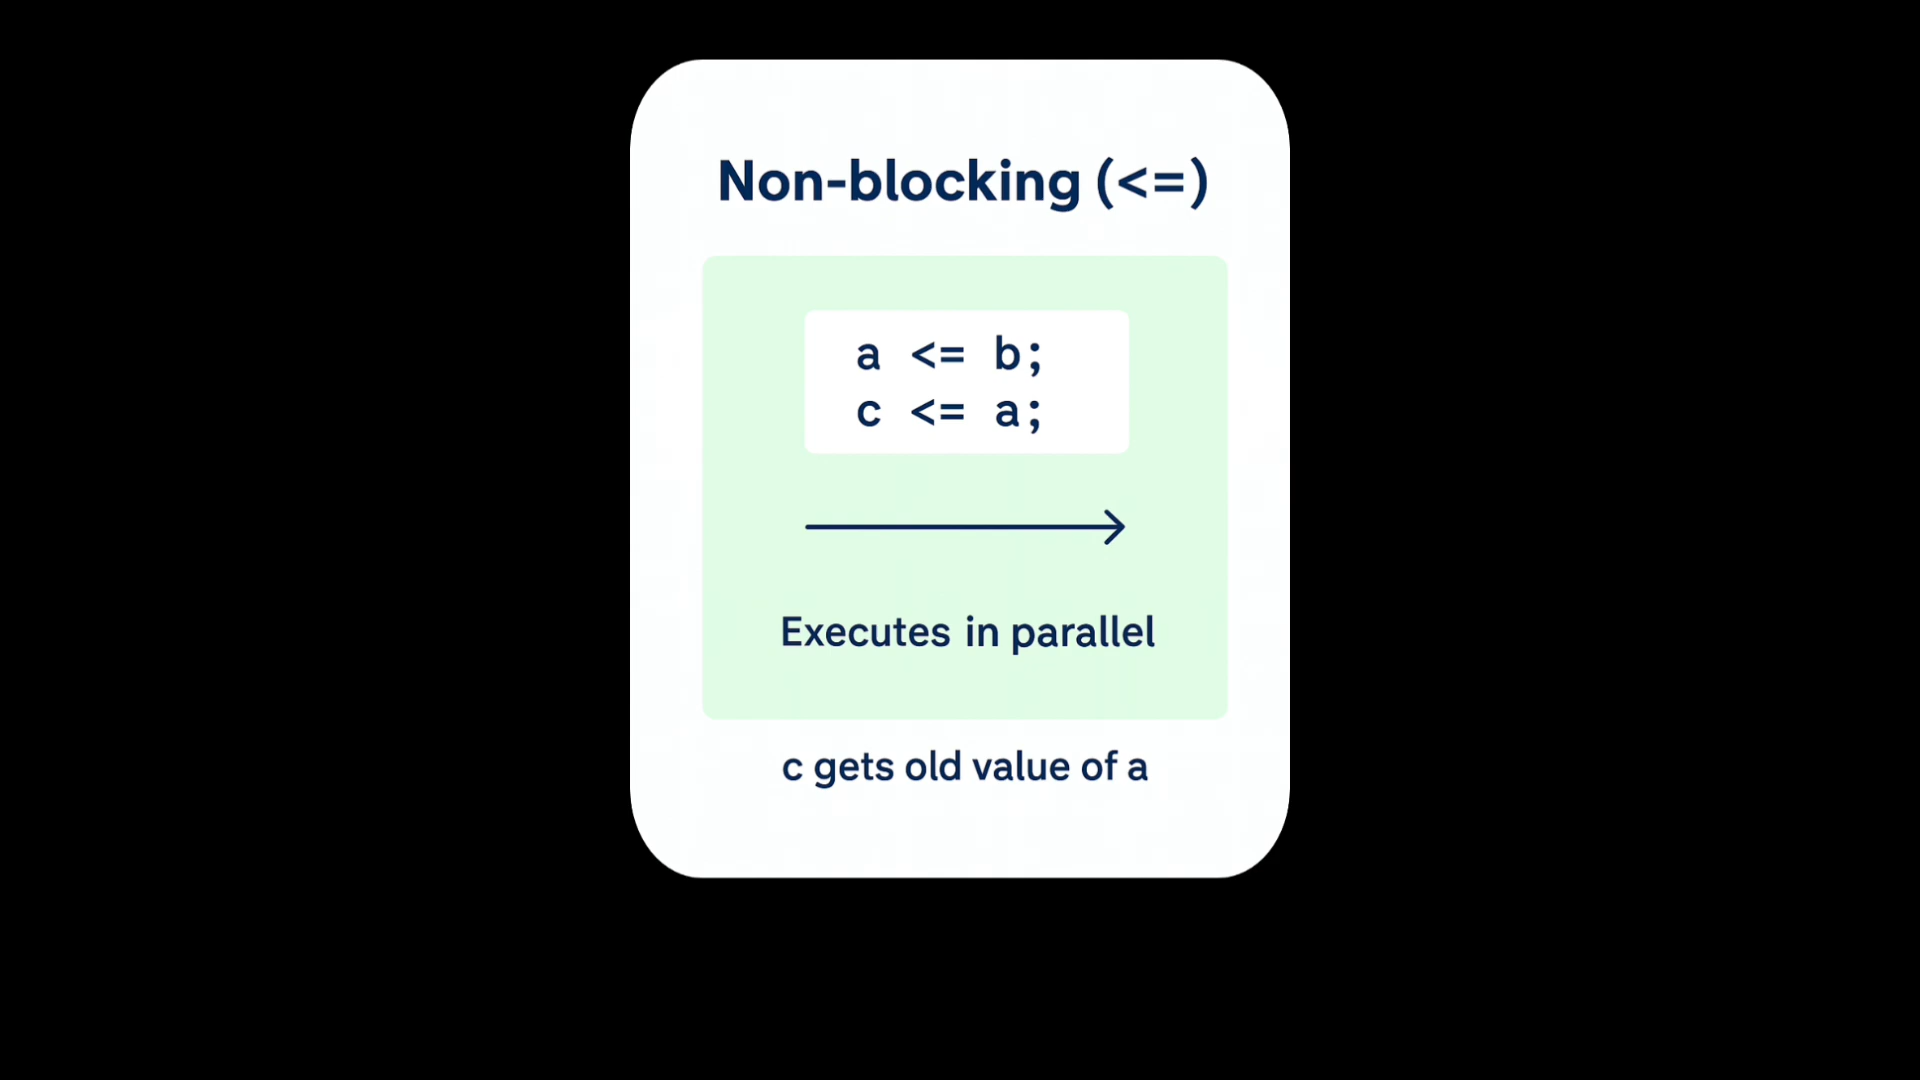 Non-blocking (<=)
a <= b;
c <= a;
Executes in parallel
c gets old value of a